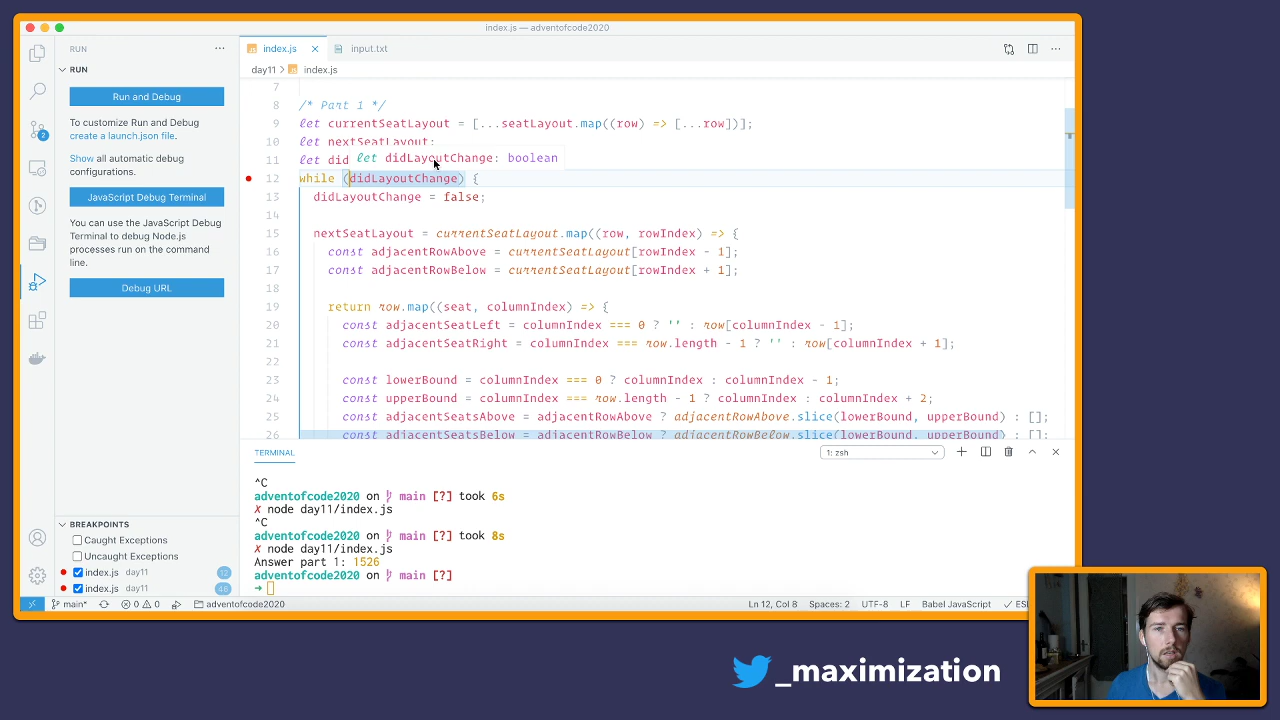 index.js — adventofcode2020
RUN
···
index.js
input.txt
RUN
day11 > index.js
Run and Debug
To customize Run and Debug
create a launch.json file.
Show all automatic debug
configurations.
JavaScript Debug Terminal
You can use the JavaScript Debug
Terminal to debug Node.js
processes run on the command
line.
Debug URL
7
8 /* Part 1 */
9 let currentSeatLayout = [...seatLayout.map((row) => [...row])];
10 let nextSeatLayout;
11 let did
let didLayoutChange: boolean
12 while (didLayoutChange) {
13 didLayoutChange = false;
14
15 nextSeatLayout = currentSeatLayout.map((row, rowIndex) => {
16 const adjacentRowAbove = currentSeatLayout[rowIndex - 1];
17 const adjacentRowBelow = currentSeatLayout[rowIndex + 1];
18
19 return row.map((seat, columnIndex) => {
20 const adjacentSeatLeft = columnIndex === 0 ? '' : row[columnIndex - 1];
21 const adjacentSeatRight = columnIndex === row.length - 1 ? '' : row[columnIndex + 1];
22
23 const lowerBound = columnIndex === 0 ? columnIndex : columnIndex - 1;
24 const upperBound = columnIndex === row.length - 1 ? columnIndex : columnIndex + 2;
25 const adjacentSeatsAbove = adjacentRowAbove ? adjacentRowAbove.slice(lowerBound, upperBound) : [];
26 const adjacentSeatsBelow = adjacentRowBelow ? adjacentRowBelow.slice(lowerBound, upperBound) : [];
TERMINAL
1: zsh
^C
adventofcode2020 on main [?] took 6s
✗ node day11/index.js
^C
adventofcode2020 on main [?] took 8s
✗ node day11/index.js
Answer part 1: 1526
adventofcode2020 on main [?]
➜
BREAKPOINTS
Caught Exceptions
Uncaught Exceptions
index.js day11 12
index.js day11 46
2
main* 0 0 adventofcode2020
Ln 12, Col 8 Spaces: 2 UTF-8 LF Babel JavaScript
_maximization